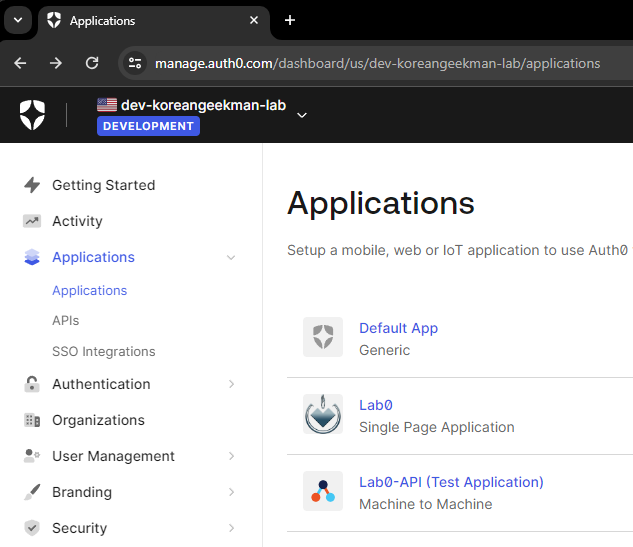 Applications
manage.auth0.com/dashboard/us/dev-koreangeekman-lab/applications
dev-koreangeekman-lab
DEVELOPMENT
Getting Started
Activity
Applications
Applications
APIs
SSO Integrations
Authentication
Organizations
User Management
Branding
Security
Applications
Setup a mobile, web or IoT application to use Auth0
Default App
Generic
Lab0
Single Page Application
Lab0-API (Test Application)
Machine to Machine